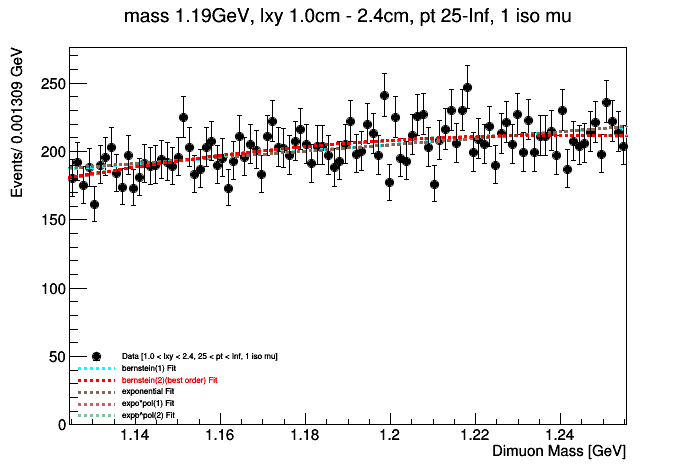 mass 1.19GeV, lxy 1.0cm - 2.4cm, pt 25-Inf, 1 iso mu
Events/ 0.001309 GeV
250
200
150
100
50
0
Data [1.0 < lxy < 2.4, 25 < pt < Inf, 1 iso mu]
bernstein(1) Fit
bernstein(2)(best order) Fit
exponential Fit
expo*pol(1) Fit
expo*pol(2) Fit
1.14 1.16 1.18 1.2 1.22 1.24
Dimuon Mass [GeV]